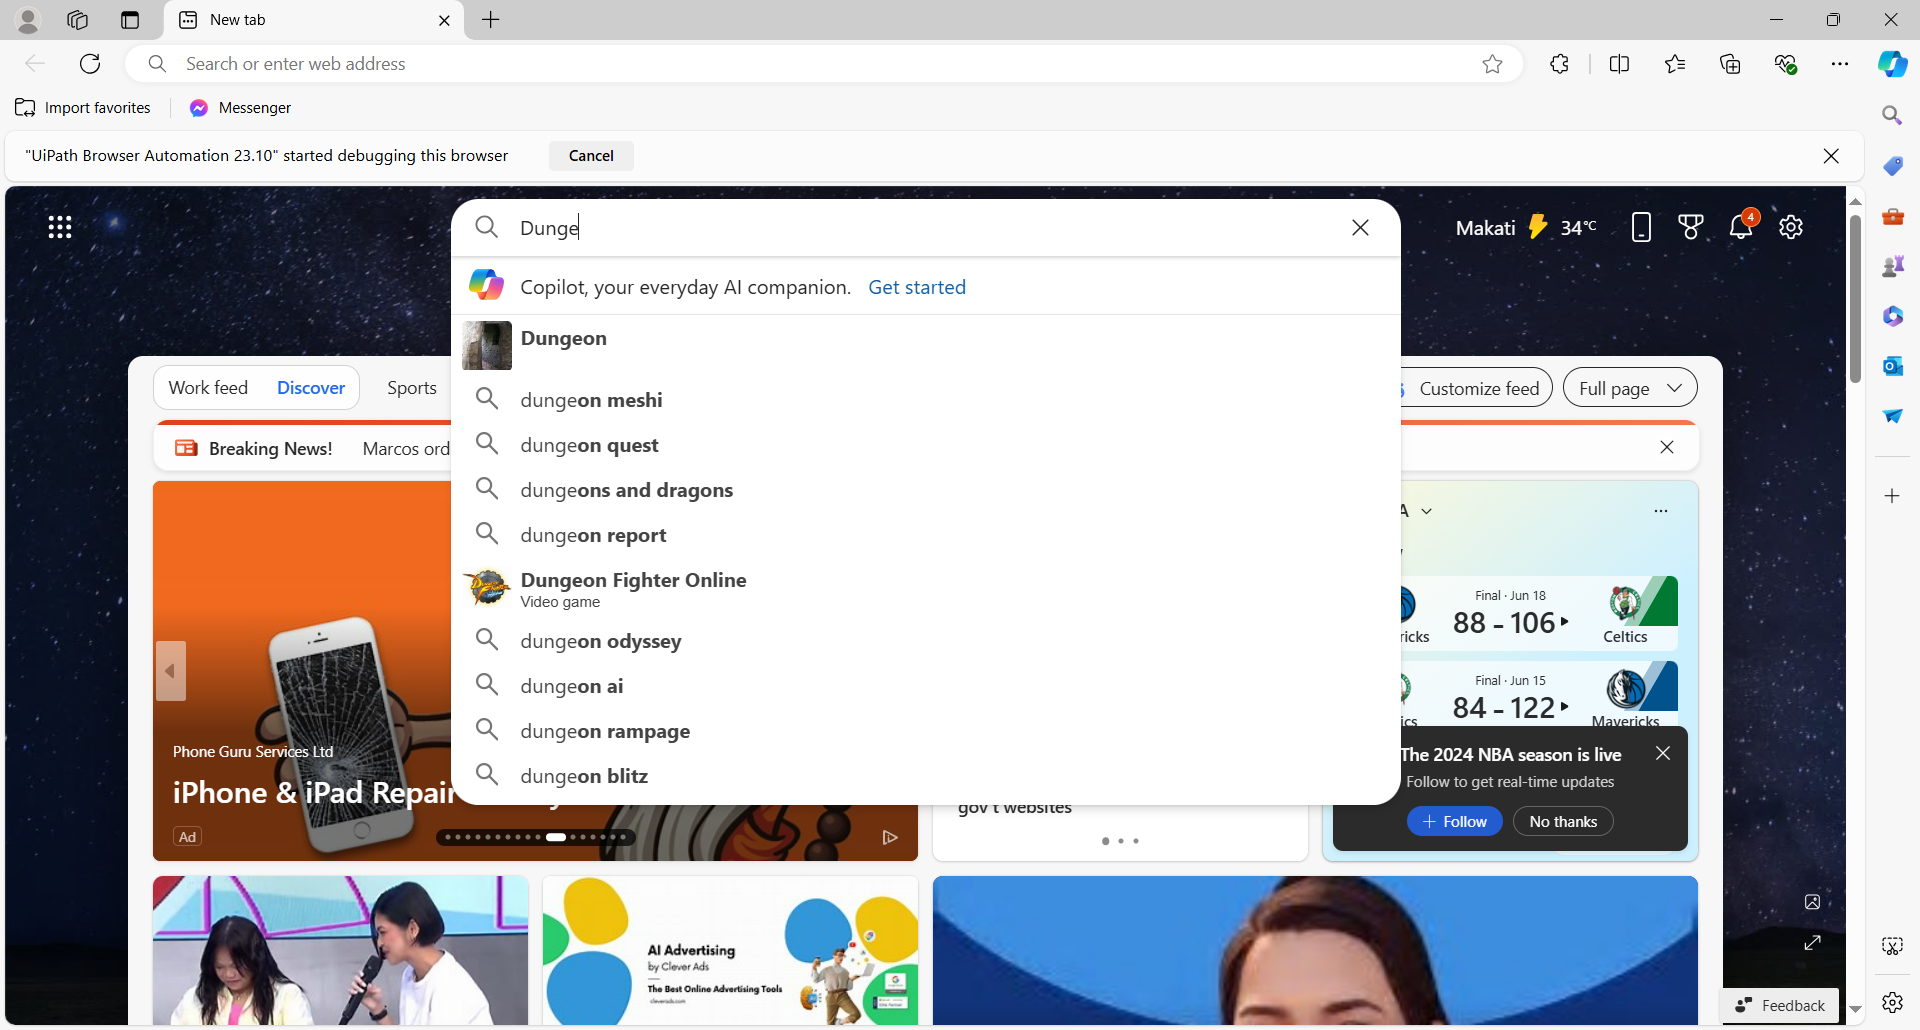 New tab
Search or enter web address
Import favorites
Messenger
"UiPath Browser Automation 23.10" started debugging this browser
Cancel
Dunge
Makati
34°C
4
Copilot, your everyday AI companion. Get started
Dungeon
dungeon meshi
dungeon quest
dungeons and dragons
dungeon report
Dungeon Fighter Online
Video game
dungeon odyssey
dungeon ai
dungeon rampage
dungeon blitz
Work feed
Discover
Sports
Customize feed
Full page
Breaking News!
Marcos ord
Phone Guru Services Ltd
iPhone & iPad Repair
Ad
gov't websites
A
Final · Jun 18
88 - 106
ricks
Celtics
Final · Jun 15
84 - 122
ics
Mavericks
The 2024 NBA season is live
Follow to get real-time updates
Follow
No thanks
AI Advertising
by Clever Ads
The Best Online Advertising Tools
cleverads.com
Feedback